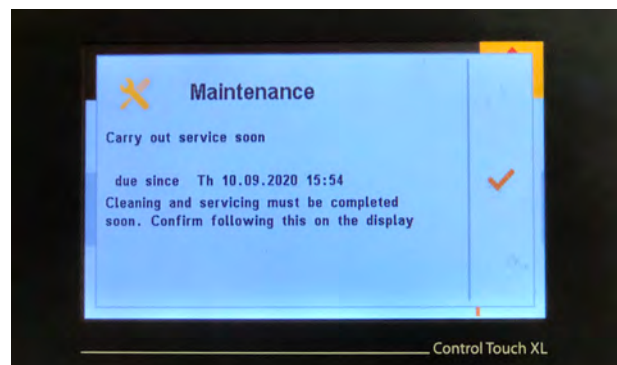 Maintenance
Carry out service soon
due since Th 10.09.2020 15:54
Cleaning and servicing must be completed
soon. Confirm following this on the display
Control Touch XL